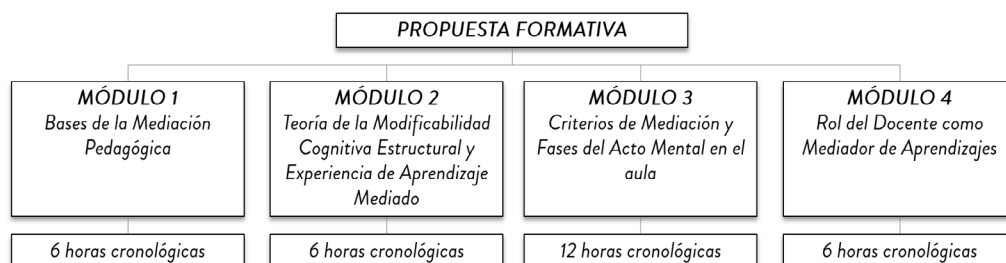 PROPUESTA FORMATIVA
MÓDULO 1
Bases de la Mediación
Pedagógica
MÓDULO 2
Teoría de la Modificabilidad
Cognitiva Estructural y
Experiencia de Aprendizaje
Mediado
MÓDULO 3
Criterios de Mediación y
Fases del Acto Mental en el
aula
MÓDULO 4
Rol del Docente como
Mediador de Aprendizajes
6 horas cronológicas
6 horas cronológicas
12 horas cronológicas
6 horas cronológicas